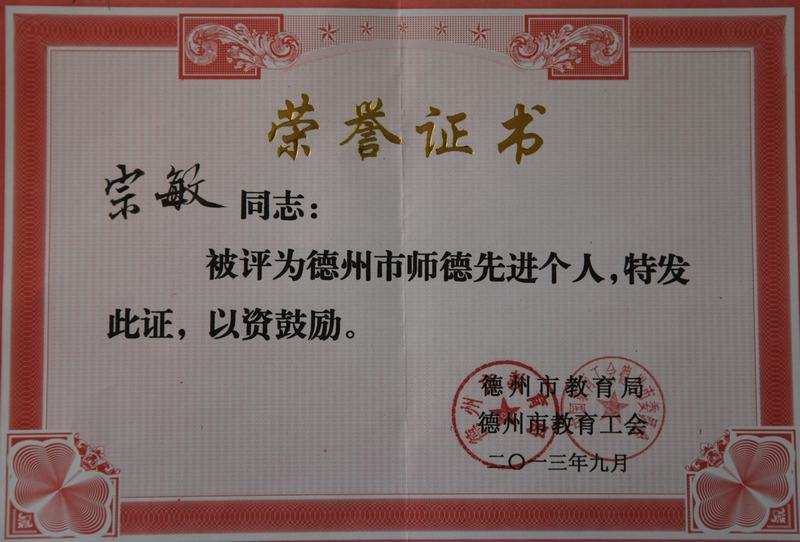 荣誉证书
宗敏 同志：
被评为德州市师德先进个人，特发
此证，以资鼓励。
德州市教育局
德州市教育工会
二〇一三年九月